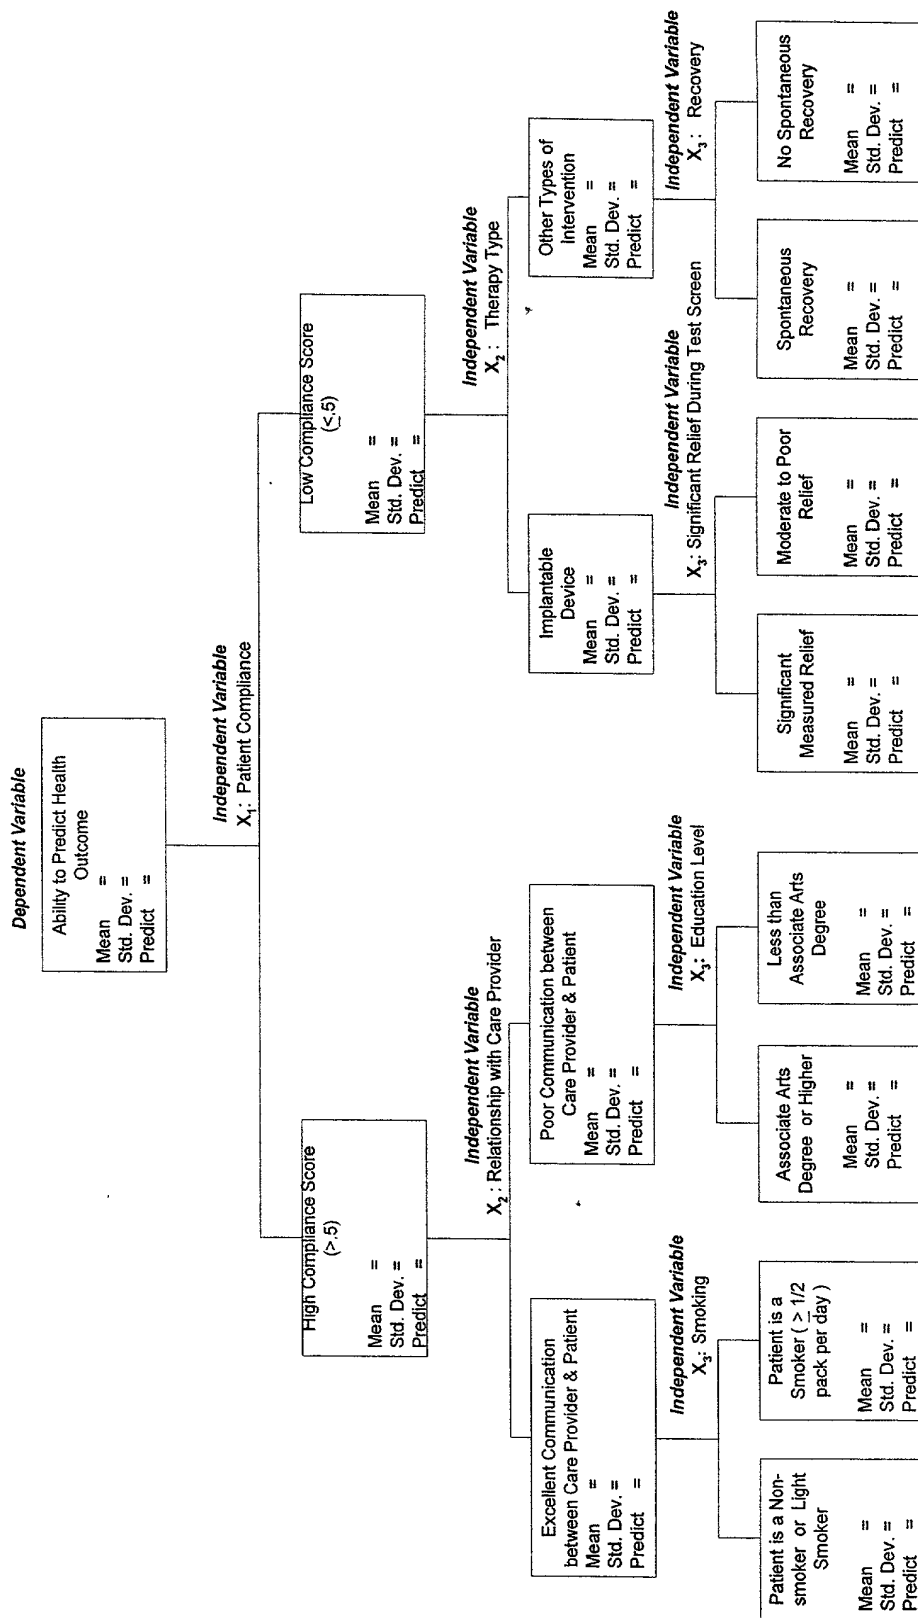 Dependent Variable
Ability to Predict Health
Outcome
Mean =
Std. Dev. =
Predict =
Independent Variable
X₁: Patient Compliance
High Compliance Score
(>.5)
Mean =
Std. Dev. =
Predict =
Low Compliance Score
(≤.5)
Mean =
Std. Dev. =
Predict =
Independent Variable
X₂: Relationship with Care Provider
Independent Variable
X₂: Therapy Type
Excellent Communication
between Care Provider & Patient
Mean =
Std. Dev. =
Predict =
Poor Communication between
Care Provider & Patient
Mean =
Std. Dev. =
Predict =
Implantable
Device
Mean =
Std. Dev. =
Predict =
Other Types of
Intervention
Mean =
Std. Dev. =
Predict =
Independent Variable
X₃: Smoking
Independent Variable
X₃: Education Level
Independent Variable
X₃: Significant Relief During Test Screen
Independent Variable
X₃: Recovery
Patient is a Non-
smoker or Light
Smoker
Mean =
Std. Dev. =
Predict =
Patient is a
Smoker ( ≥ 1/2
pack per day )
Mean =
Std. Dev. =
Predict =
Associate Arts
Degree or Higher
Mean =
Std. Dev. =
Predict =
Less than
Associate Arts
Degree
Mean =
Std. Dev. =
Predict =
Significant
Measured Relief
Mean =
Std. Dev. =
Predict =
Moderate to Poor
Relief
Mean =
Std. Dev. =
Predict =
Spontaneous
Recovery
Mean =
Std. Dev. =
Predict =
No Spontaneous
Recovery
Mean =
Std. Dev. =
Predict =